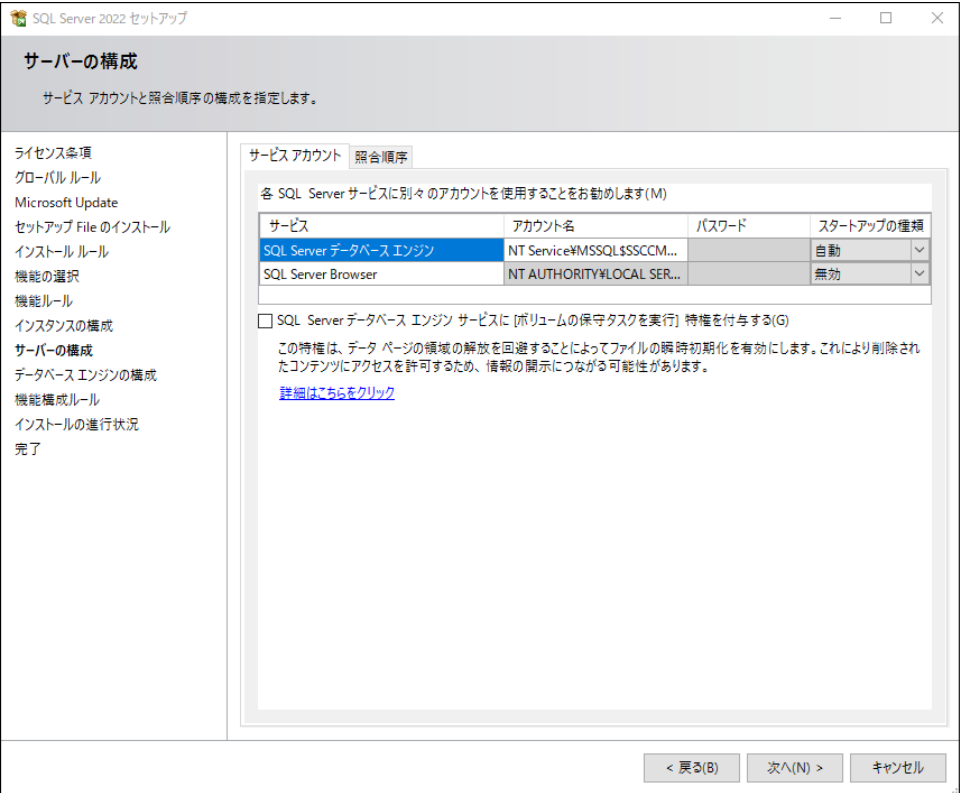 SQL Server 2022 セットアップ
サーバーの構成
サービス アカウントと照合順序の構成を指定します。
ライセンス条項
グローバル ルール
Microsoft Update
セットアップ File のインストール
インストール ルール
機能の選択
機能ルール
インスタンスの構成
サーバーの構成
データベース エンジンの構成
機能構成ルール
インストールの進行状況
完了
サービス アカウント 照合順序
各 SQL Server サービスに別々のアカウントを使用することをお勧めします(M)
サービス アカウント名 パスワード スタートアップの種類
SQL Server データベース エンジン NT Service¥MSSQL$SSCCM... 自動
SQL Server Browser NT AUTHORITY¥LOCAL SER... 無効
SQL Server データベース エンジン サービスに [ボリュームの保守タスクを実行] 特権を付与する(G)
この特権は、データ ページの領域の解放を回避することによってファイルの瞬時初期化を有効にします。これにより削除され
たコンテンツにアクセスを許可するため、情報の開示につながる可能性があります。
詳細はこちらをクリック
< 戻る(B) 次へ(N) > キャンセル